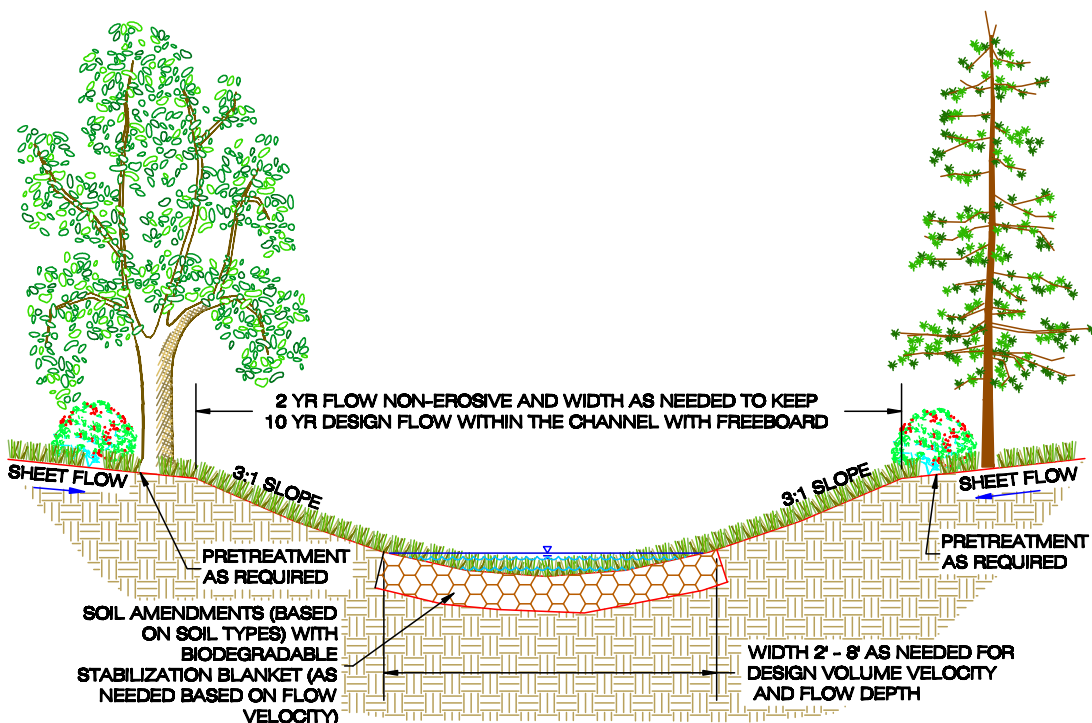 2 YR FLOW NON-EROSIVE AND WIDTH AS NEEDED TO KEEP
10 YR DESIGN FLOW WITHIN THE CHANNEL WITH FREEBOARD
SHEET FLOW
3:1 SLOPE
3:1 SLOPE
SHEET FLOW
PRETREATMENT
AS REQUIRED
PRETREATMENT
AS REQUIRED
SOIL AMENDMENTS (BASED
ON SOIL TYPES) WITH
BIODEGRADABLE
STABILIZATION BLANKET (AS
NEEDED BASED ON FLOW
VELOCITY)
WIDTH 2' - 8' AS NEEDED FOR
DESIGN VOLUME VELOCITY
AND FLOW DEPTH